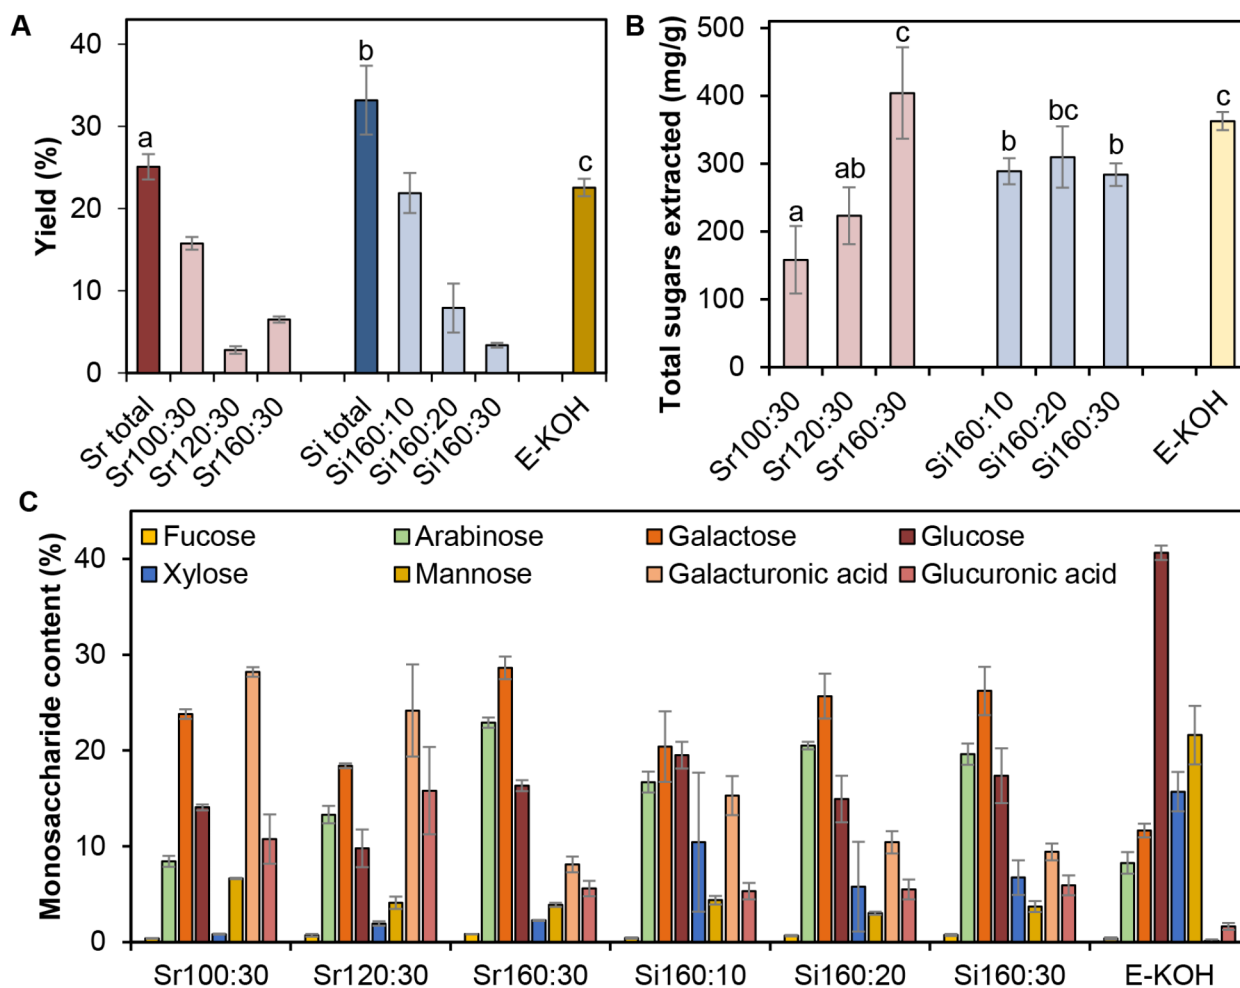 A
Yield (%)
40
30
20
10
0
a
b
c
Sr total
Sr100:30
Sr120:30
Sr160:30
Si total
Si160:10
Si160:20
Si160:30
E-KOH
B
Total sugars extracted (mg/g)
500
400
300
200
100
0
a
ab
c
b
bc
b
c
Sr100:30
Sr120:30
Sr160:30
Si160:10
Si160:20
Si160:30
E-KOH
C
Monosaccharide content (%)
40
30
20
10
0
Fucose
Arabinose
Galactose
Glucose
Xylose
Mannose
Galacturonic acid
Glucuronic acid
Sr100:30
Sr120:30
Sr160:30
Si160:10
Si160:20
Si160:30
E-KOH